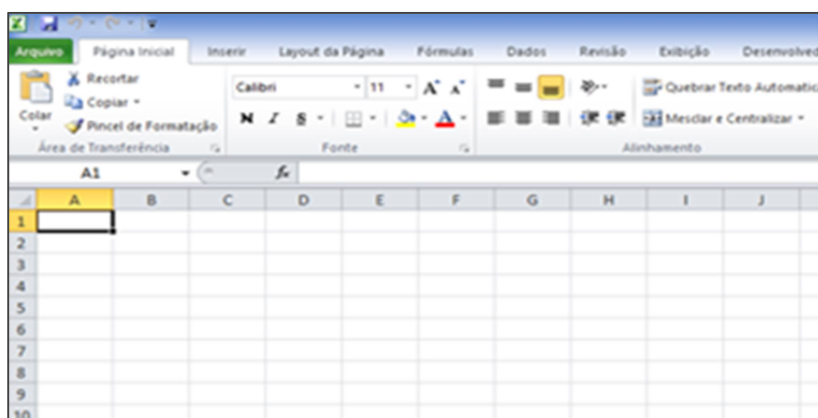 Arquivo Página Inicial Inserir Layout da Página Fórmulas Dados Revisão Exibição Desenvolved
Recortar
Calibri 11 A A Quebrar Texto Automatic
Copiar
Colar
Pincel de Formatação
N I S A Mesclar e Centralizar
Área de Transferência Fonte Alinhamento
A1 fx
A B C D E F G H I J
1
2
3
4
5
6
7
8
9
10